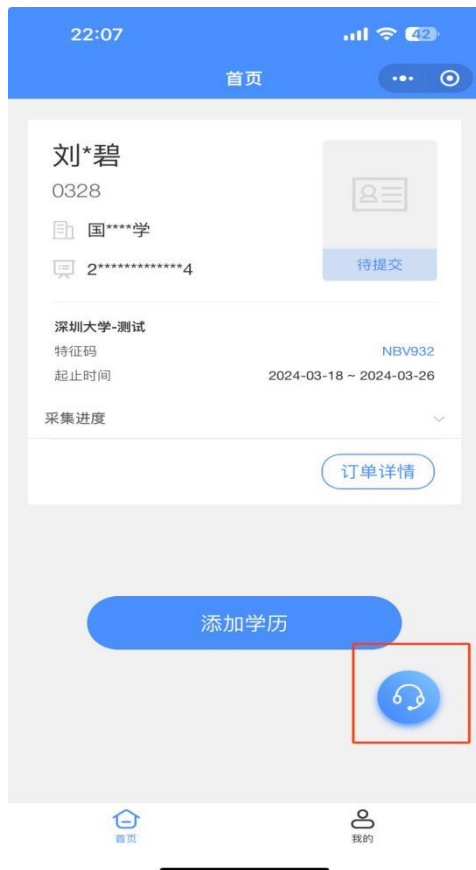 22:07
42
首页
刘*碧
0328
国****学
2*************4
待提交
深圳大学-测试
特征码
NBV932
起止时间
2024-03-18 ~ 2024-03-26
采集进度
订单详情
添加学历
首页
我的